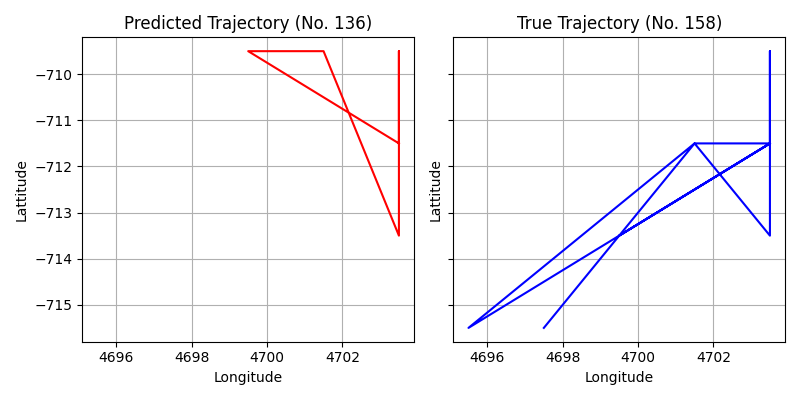 Predicted Trajectory (No. 136)
True Trajectory (No. 158)
−710
−711
−712
−713
−714
−715
Lattitude
Lattitude
4696 4698 4700 4702
4696 4698 4700 4702
Longitude
Longitude